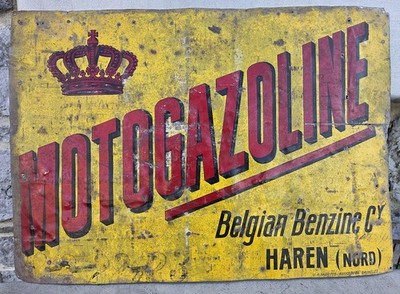 MOTOGAZOLINE
Belgian Benzine Cy
HAREN (NORD)